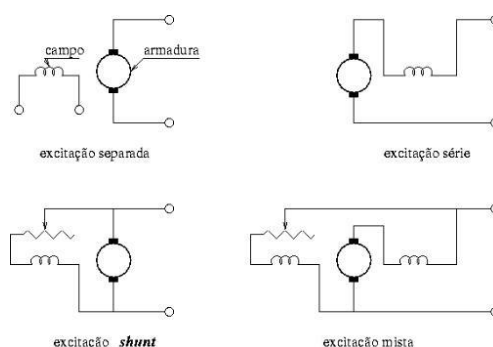 campo
armadura
excitação separada
excitação série
excitação shunt
excitação mista